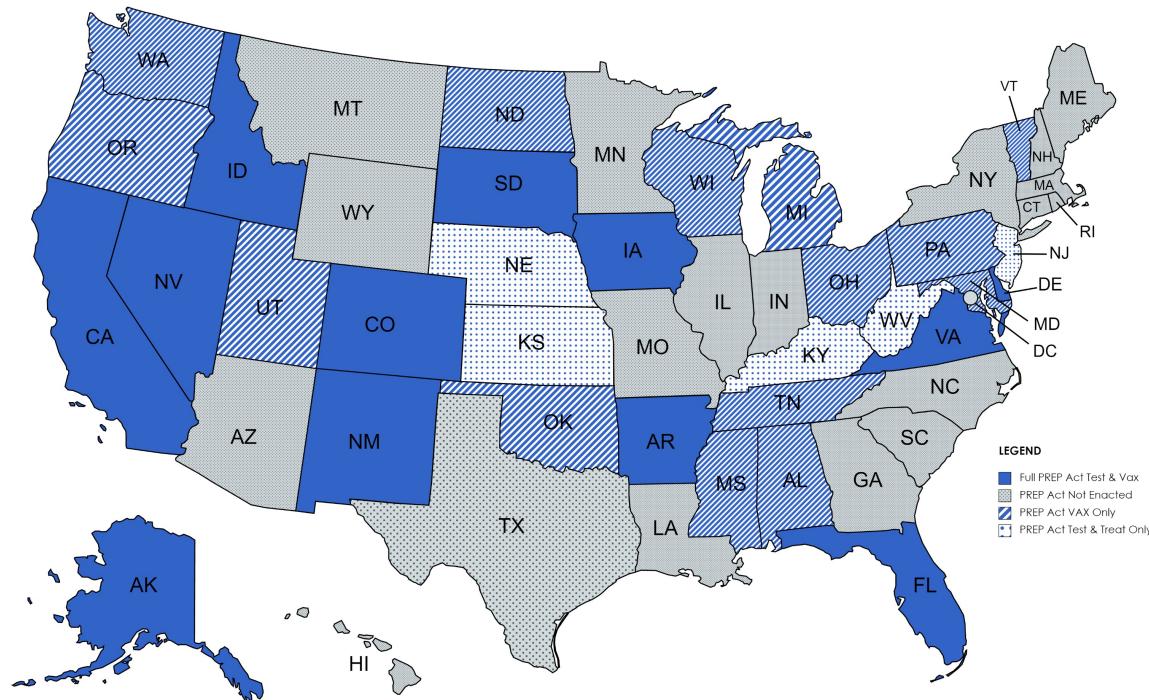 WA
MT
ND
MN
VT
ME
OR
ID
SD
WI
MI
NY
NH
MA
CT
RI
WY
NE
IA
PA
NJ
NV
UT
CO
IL
IN
OH
DE
CA
KS
MO
WV
VA
MD
KY
DC
AZ
NM
OK
AR
TN
NC
SC
MS
AL
GA
TX
LA
AK
FL
HI
LEGEND
Full PREP Act Test & Vax
PREP Act Not Enacted
PREP Act VAX Only
PREP Act Test & Treat Only